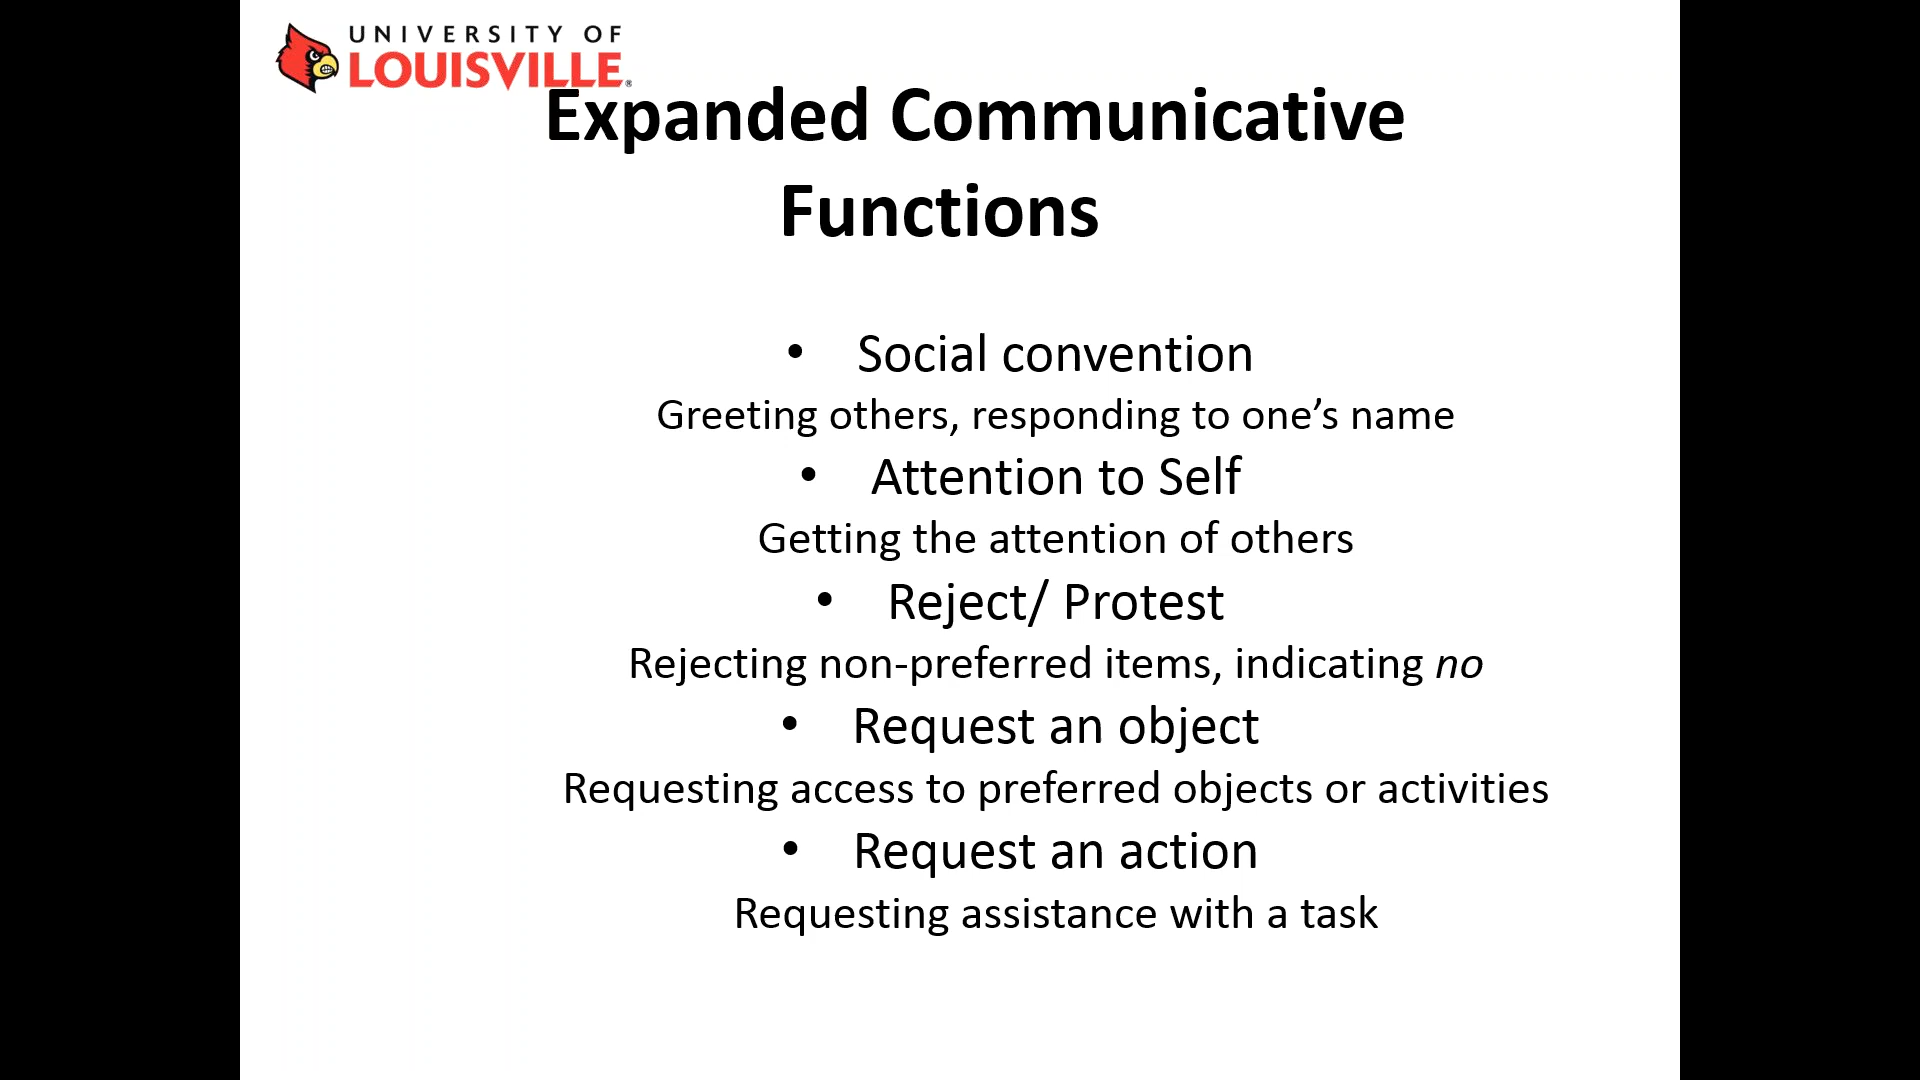 UNIVERSITY OF
LOUISVILLE®
Expanded Communicative
Functions
• Social convention
Greeting others, responding to one’s name
• Attention to Self
Getting the attention of others
• Reject/ Protest
Rejecting non-preferred items, indicating no
• Request an object
Requesting access to preferred objects or activities
• Request an action
Requesting assistance with a task